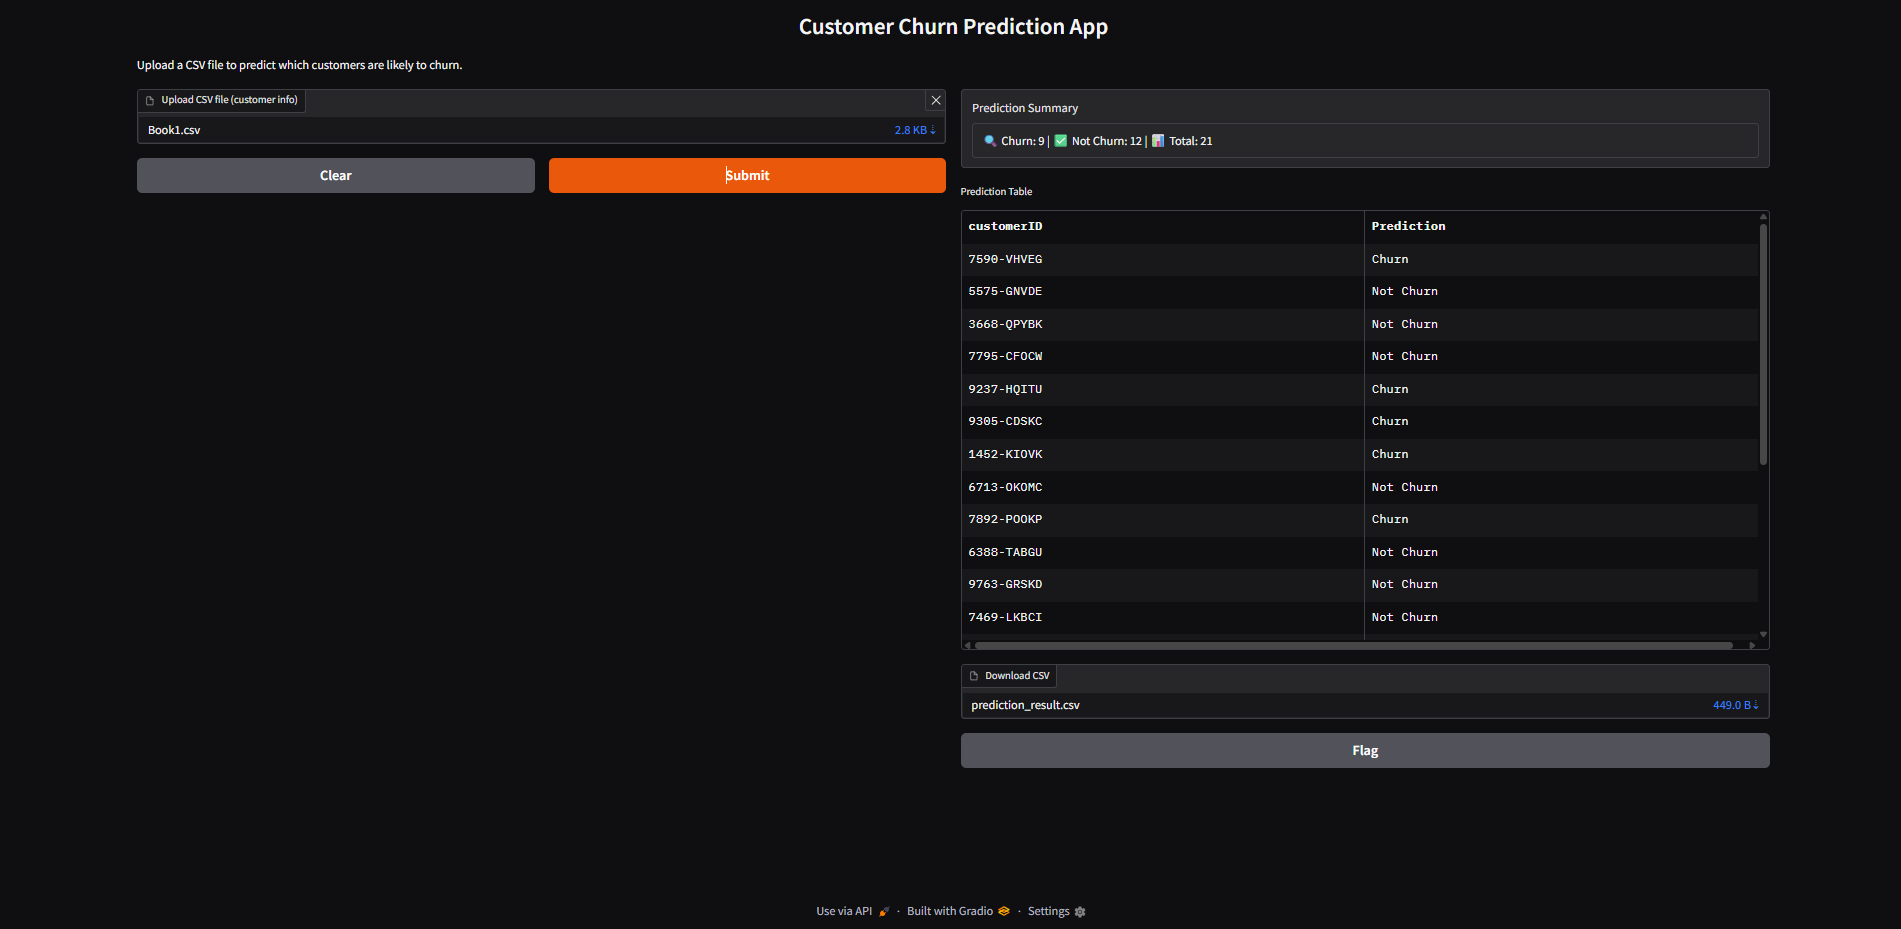 Customer Churn Prediction App
Upload a CSV file to predict which customers are likely to churn.
Upload CSV file (customer info)
Book1.csv 2.8 KB ↓
Clear
Submit
Prediction Summary
🔍 Churn: 9 | ✅ Not Churn: 12 | 📊 Total: 21
Prediction Table
customerID Prediction
7590-VHVEG Churn
5575-GNVDE Not Churn
3668-QPYBK Not Churn
7795-CFOCW Not Churn
9237-HQITU Churn
9305-CDSKC Churn
1452-KIOVK Churn
6713-OKOMC Not Churn
7892-POOKP Churn
6388-TABGU Not Churn
9763-GRSKD Not Churn
7469-LKBCI Not Churn
Download CSV
prediction_result.csv 449.0 B ↓
Flag
Use via API · Built with Gradio · Settings